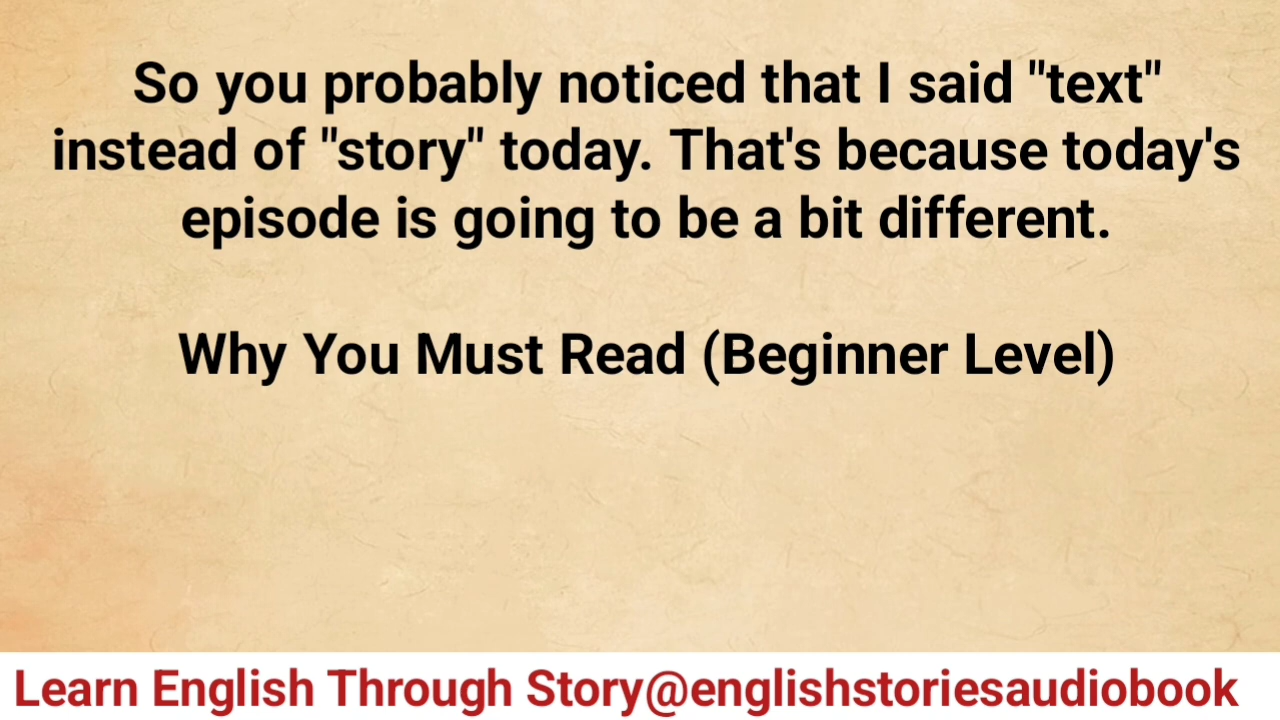 So you probably noticed that I said "text"
instead of "story" today. That's because today's
episode is going to be a bit different.
Why You Must Read (Beginner Level)
Learn English Through Story@englishstoriesaudiobook